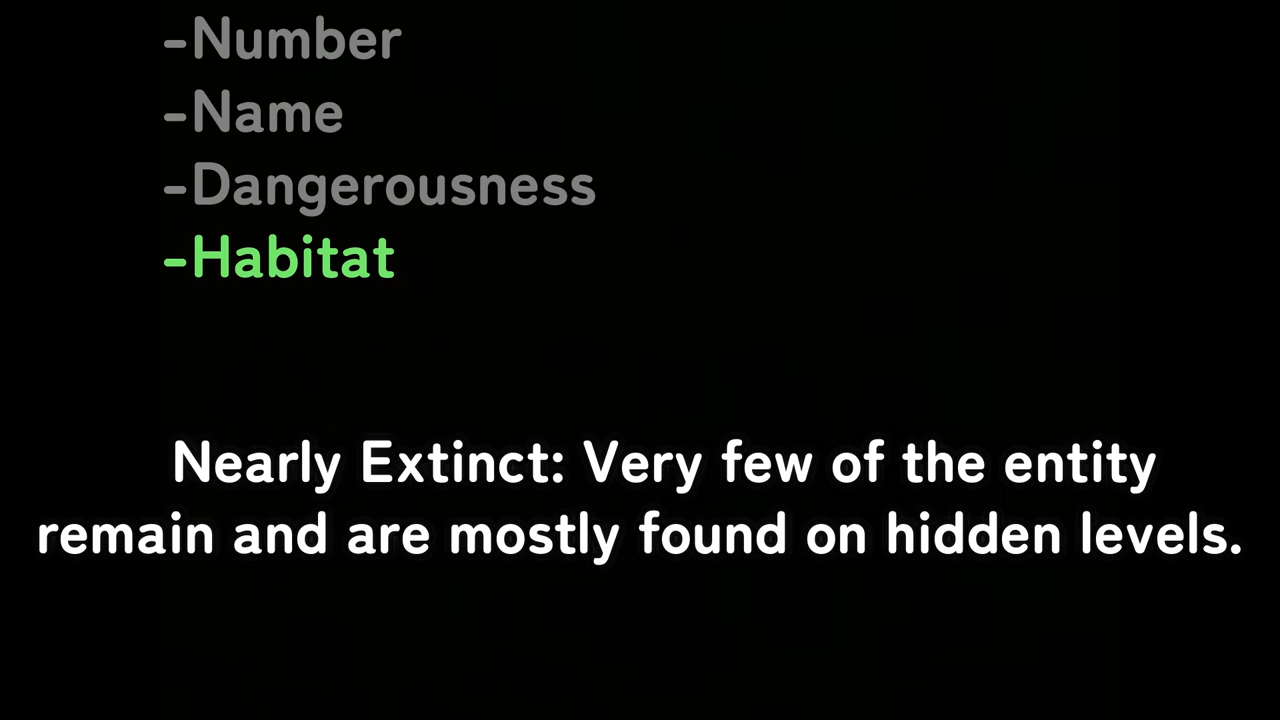 -Number
-Name
-Dangerousness
-Habitat
Nearly Extinct: Very few of the entity
remain and are mostly found on hidden levels.